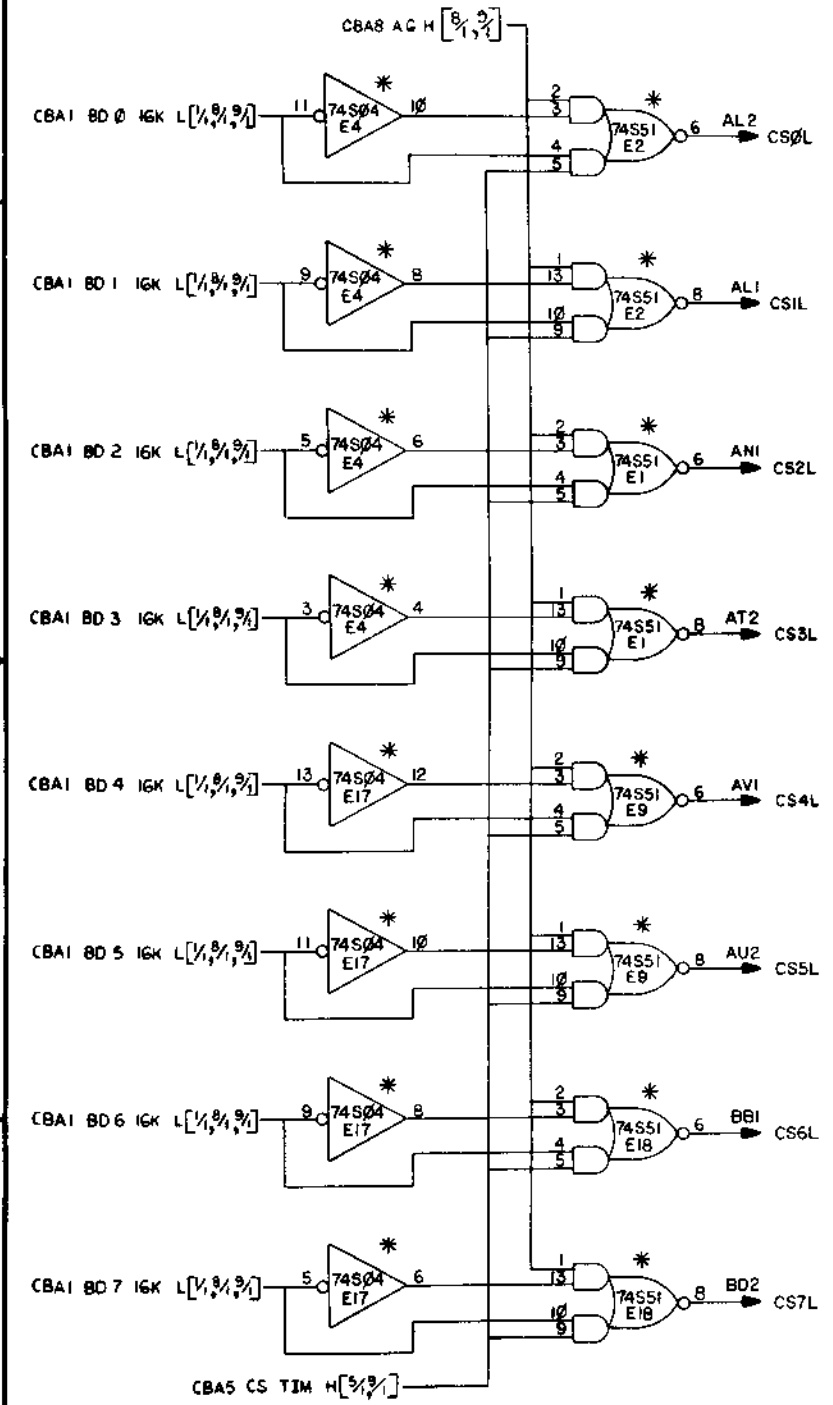 CBA8 AG H [8/1, 9/1]
CBA1 BD Ø 16K L [1/1, 8/1, 9/1] 11 74SØ4 E4 * 1Ø 2 3 4 5 74S51 E2 * 6 AL2 CSØL
CBA1 BD 1 16K L [1/1, 8/1, 9/1] 9 74SØ4 E4 * 8 1 13 1Ø 9 74S51 E2 * 8 AL1 CS1L
CBA1 BD 2 16K L [1/1, 8/1, 9/1] 5 74SØ4 E4 * 6 2 3 4 5 74S51 E1 * 6 AN1 CS2L
CBA1 BD 3 16K L [1/1, 8/1, 9/1] 3 74SØ4 E4 * 4 1 13 1Ø 9 74S51 E1 * 8 AT2 CS3L
CBA1 BD 4 16K L [1/1, 8/1, 9/1] 13 74SØ4 E17 * 12 2 3 4 5 74S51 E9 * 6 AV1 CS4L
CBA1 BD 5 16K L [1/1, 8/1, 9/1] 11 74SØ4 E17 * 1Ø 1 13 1Ø 9 74S51 E9 * 8 AU2 CS5L
CBA1 BD 6 16K L [1/1, 8/1, 9/1] 9 74SØ4 E17 * 8 2 3 4 5 74S51 E18 * 6 BB1 CS6L
CBA1 BD 7 16K L [1/1, 8/1, 9/1] 5 74SØ4 E17 * 6 1 13 1Ø 9 74S51 E18 * 8 BD2 CS7L
CBA5 CS TIM H [5/1, 9/1]